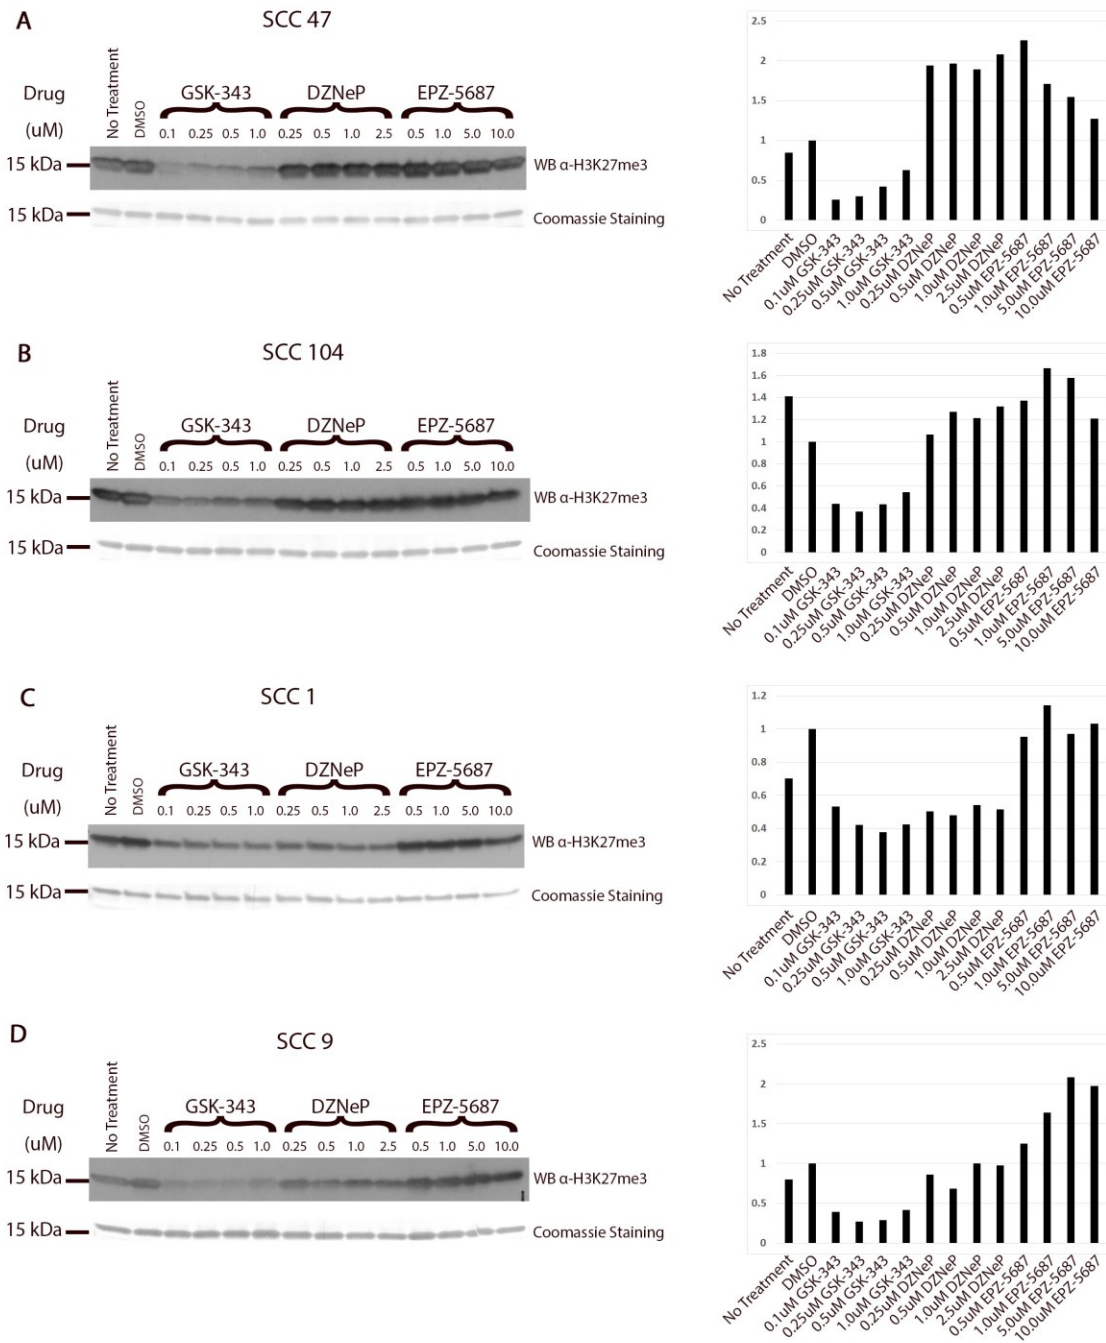 A
SCC 47
No Treatment
DMSO
Drug
(uM)
GSK-343 DZNeP EPZ-5687
0.1 0.25 0.5 1.0 0.25 0.5 1.0 2.5 0.5 1.0 5.0 10.0
15 kDa
WB α-H3K27me3
15 kDa
Coomassie Staining
2.5
2
1.5
1
0.5
0
No Treatment
DMSO
0.1uM GSK-343
0.25uM GSK-343
0.5uM GSK-343
1.0uM GSK-343
0.25uM DZNeP
0.5uM DZNeP
1.0uM DZNeP
2.5uM DZNeP
0.5uM EPZ-5687
1.0uM EPZ-5687
5.0uM EPZ-5687
10.0uM EPZ-5687
B
SCC 104
No Treatment
DMSO
Drug
(uM)
GSK-343 DZNeP EPZ-5687
0.1 0.25 0.5 1.0 0.25 0.5 1.0 2.5 0.5 1.0 5.0 10.0
15 kDa
WB α-H3K27me3
15 kDa
Coomassie Staining
1.8
1.6
1.4
1.2
1
0.8
0.6
0.4
0.2
0
No Treatment
DMSO
0.1uM GSK-343
0.25uM GSK-343
0.5uM GSK-343
1.0uM GSK-343
0.25uM DZNeP
0.5uM DZNeP
1.0uM DZNeP
2.5uM DZNeP
0.5uM EPZ-5687
1.0uM EPZ-5687
5.0uM EPZ-5687
10.0uM EPZ-5687
C
SCC 1
No Treatment
DMSO
Drug
(uM)
GSK-343 DZNeP EPZ-5687
0.1 0.25 0.5 1.0 0.25 0.5 1.0 2.5 0.5 1.0 5.0 10.0
15 kDa
WB α-H3K27me3
15 kDa
Coomassie Staining
1.2
1
0.8
0.6
0.4
0.2
0
No Treatment
DMSO
0.1uM GSK-343
0.25uM GSK-343
0.5uM GSK-343
1.0uM GSK-343
0.25uM DZNeP
0.5uM DZNeP
1.0uM DZNeP
2.5uM DZNeP
0.5uM EPZ-5687
1.0uM EPZ-5687
5.0uM EPZ-5687
10.0uM EPZ-5687
D
SCC 9
No Treatment
DMSO
Drug
(uM)
GSK-343 DZNeP EPZ-5687
0.1 0.25 0.5 1.0 0.25 0.5 1.0 2.5 0.5 1.0 5.0 10.0
15 kDa
WB α-H3K27me3
15 kDa
Coomassie Staining
2.5
2
1.5
1
0.5
0
No Treatment
DMSO
0.1uM GSK-343
0.25uM GSK-343
0.5uM GSK-343
1.0uM GSK-343
0.25uM DZNeP
0.5uM DZNeP
1.0uM DZNeP
2.5uM DZNeP
0.5uM EPZ-5687
1.0uM EPZ-5687
5.0uM EPZ-5687
10.0uM EPZ-5687